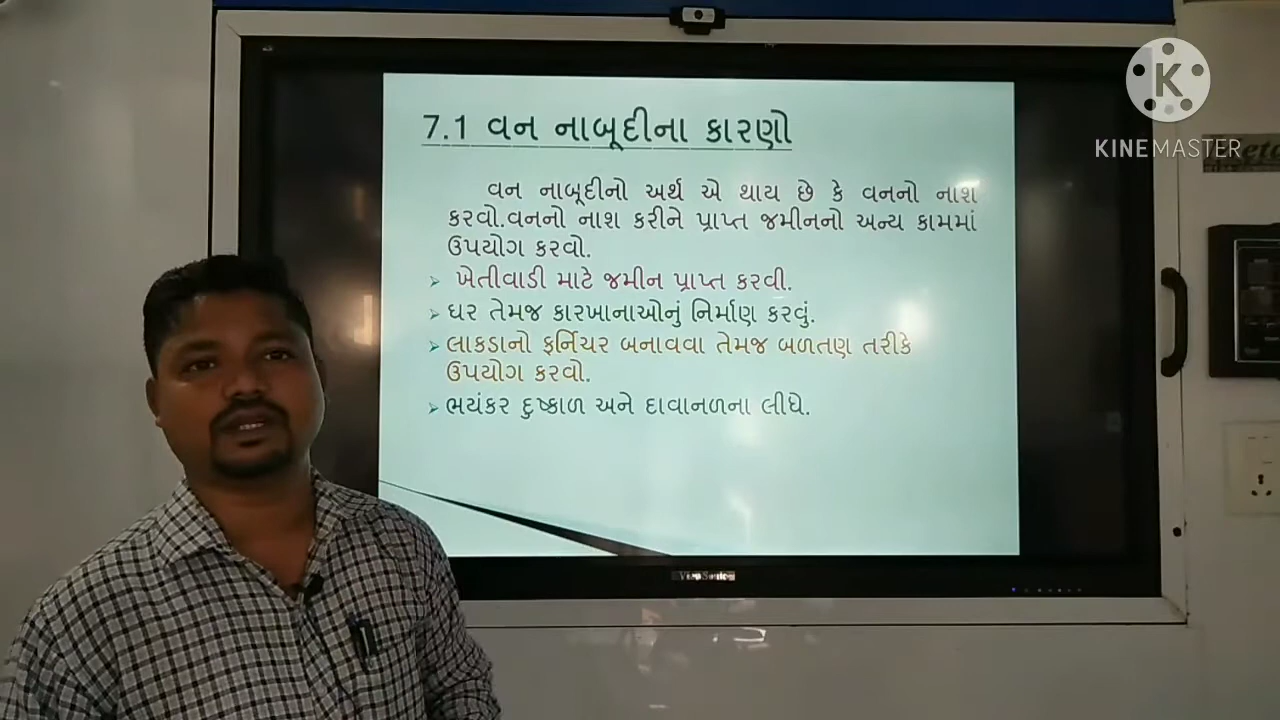 7.1 વન નાબૂદીના કારણો
વન નાબૂદીનો અર્થ એ થાય છે કે વનનો નાશ
કરવો.વનનો નાશ કરીને પ્રાપ્ત જમીનનો અન્ય કામમાં
ઉપયોગ કરવો.
➢ ખેતીવાડી માટે જમીન પ્રાપ્ત કરવી.
➢ ઘર તેમજ કારખાનાઓનું નિર્માણ કરવું.
➢ લાકડાનો ફર્નિચર બનાવવા તેમજ બળતણ તરીકે
ઉપયોગ કરવો.
➢ ભયંકર દુષ્કાળ અને દાવાનળના લીધે.
K
KINEMASTER